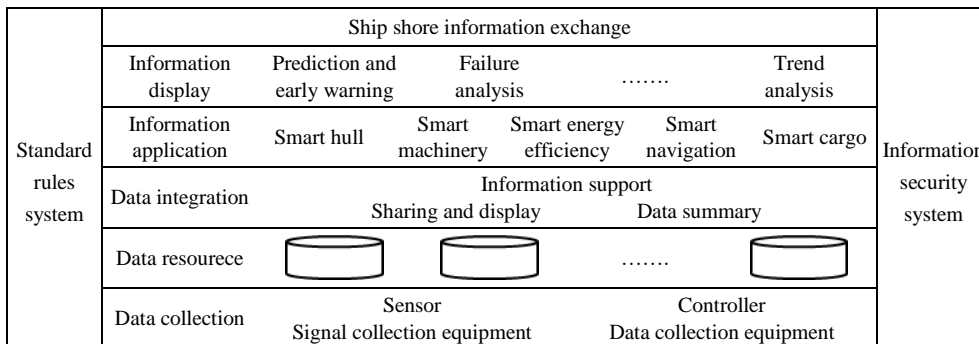 Standard
rules
system
Ship shore information exchange
Information
display
Prediction and
early warning
Failure
analysis
…….
Trend
analysis
Information
application
Smart hull
Smart
machinery
Smart energy
efficiency
Smart
navigation
Smart cargo
Data integration
Information support
Sharing and display
Data summary
Data resourece
…….
Data collection
Sensor
Controller
Signal collection equipment
Data collection equipment
Information
security
system